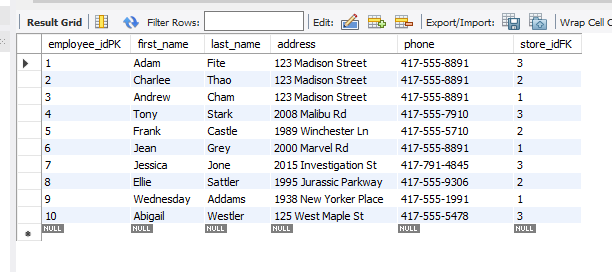 Result Grid Filter Rows: Edit: Export/Import: Wrap Cell C
employee_idPK first_name last_name address phone store_idFK
1 Adam Fite 123 Madison Street 417-555-8891 3
2 Charlee Thao 123 Madison Street 417-555-8891 2
3 Andrew Cham 123 Madison Street 417-555-8891 1
4 Tony Stark 2008 Malibu Rd 417-555-7910 3
5 Frank Castle 1989 Winchester Ln 417-555-5710 2
6 Jean Grey 2000 Marvel Rd 417-555-8891 1
7 Jessica Jone 2015 Investigation St 417-791-4845 3
8 Ellie Sattler 1995 Jurassic Parkway 417-555-9306 2
9 Wednesday Addams 1938 New Yorker Place 417-555-1991 1
10 Abigail Westler 125 West Maple St 417-555-5478 3
NULL NULL NULL NULL NULL NULL